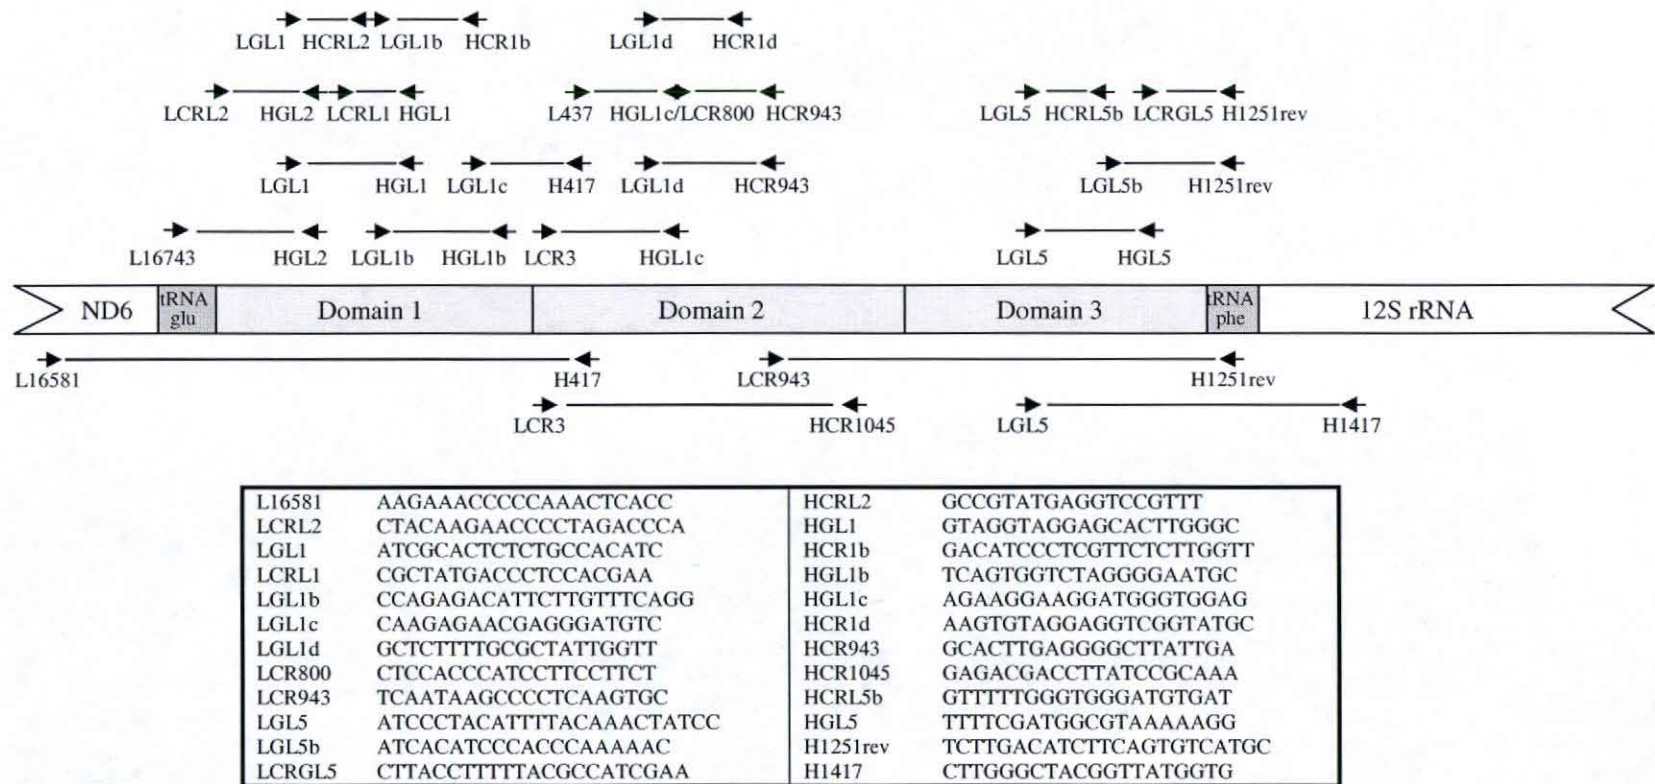 LGL1 HCRL2 LGL1b HCR1b LGL1d HCR1d
LCRL2 HGL2 LCRL1 HGL1 L437 HGL1c/LCR800 HCR943 LGL5 HCRL5b LCRGL5 H1251rev
LGL1 HGL1 LGL1c H417 LGL1d HCR943 LGL5b H1251rev
L16743 HGL2 LGL1b HGL1b LCR3 HGL1c LGL5 HGL5
ND6 tRNA glu Domain 1 Domain 2 Domain 3 tRNA phe 12S rRNA
L16581 H417 LCR943 H1251rev
LCR3 HCR1045 LGL5 H1417
L16581 AAGAAACCCCCAAACTCACC HCRL2 GCCGTATGAGGTCCGTTT
LCRL2 CTACAAGAACCCCTAGACCCA HGL1 GTAGGTAGGAGCACTTGGGC
LGL1 ATCGCACTCTCTGCCACATC HCR1b GACATCCCTCGTTCTCTTGGTT
LCRL1 CGCTATGACCCTCCACGAA HGL1b TCAGTGGTCTAGGGGAATGC
LGL1b CCAGAGACATTCTTGTTTCAGG HGL1c AGAAGGAAGGATGGGTGGAG
LGL1c CAAGAGAACGAGGGATGTC HCR1d AAGTGTAGGAGGTCGGTATGC
LGL1d GCTCTTTTGCGCTATTGGTT HCR943 GCACTTGAGGGGCTTATTGA
LCR800 CTCCACCCATCCTTCCTTCT HCR1045 GAGACGACCTTATCCGCAAA
LCR943 TCAATAAGCCCCTCAAGTGC HCRL5b GTTTTTGGGTGGGATGTGAT
LGL5 ATCCCTACATTTTACAAACTATCC HGL5 TTTTCGATGGCGTAAAAAGG
LGL5b ATCACATCCCACCCAAAAAC H1251rev TCTTGACATCTTCAGTGTCATGC
LCRGL5 CTTACCTTTTTACGCCATCGAA H1417 CTTGGGCTACGGTTATGGTG